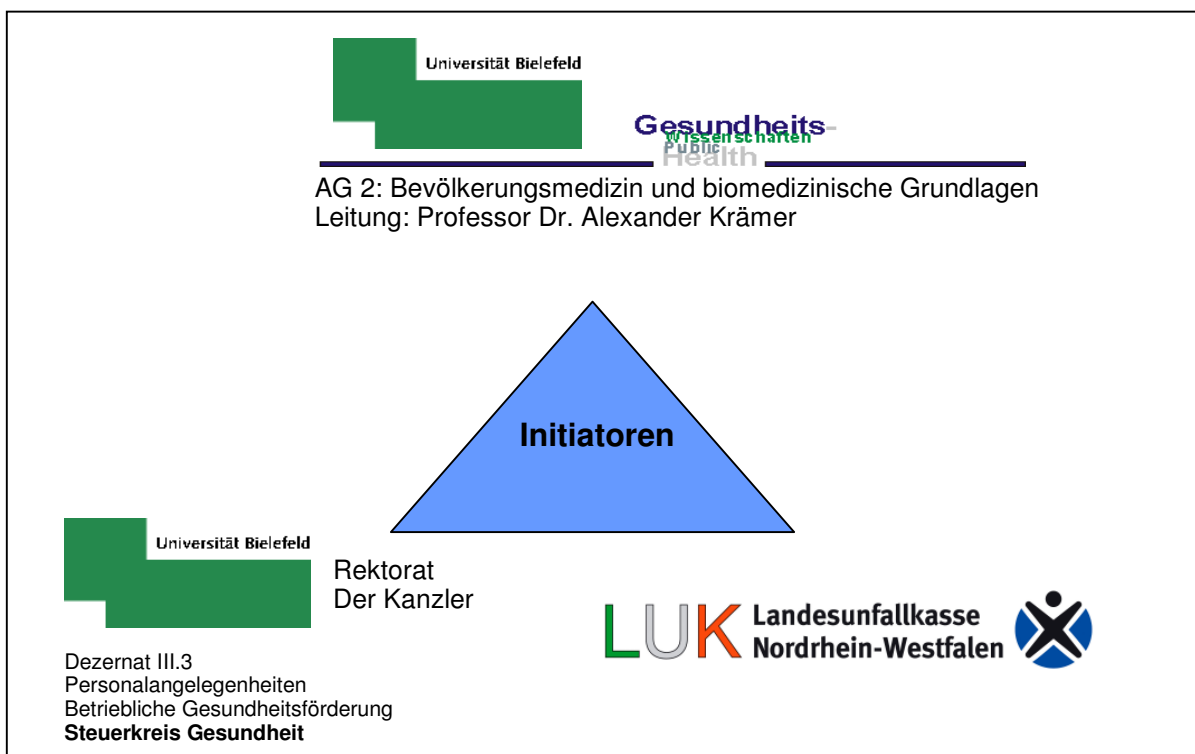 Universität Bielefeld
Gesundheits-
Wissenschaften
Public
Health
AG 2: Bevölkerungsmedizin und biomedizinische Grundlagen
Leitung: Professor Dr. Alexander Krämer
Initiatoren
Universität Bielefeld
Rektorat
Der Kanzler
Dezernat III.3
Personalangelegenheiten
Betriebliche Gesundheitsförderung
Steuerkreis Gesundheit
LUK Landesunfallkasse
Nordrhein-Westfalen